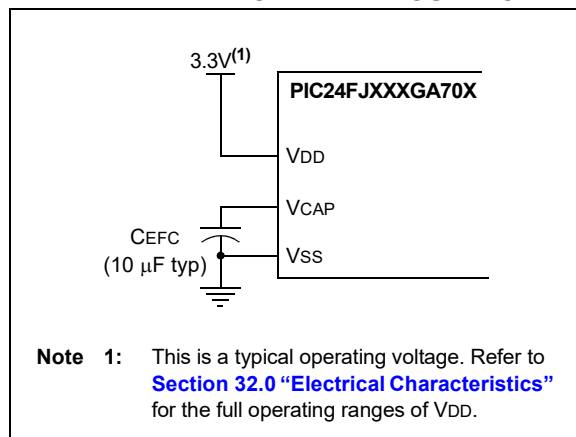 3.3V(1)
PIC24FJXXXGA70X
VDD
VCAP
CEFC
(10 μF typ)
VSS
Note 1: This is a typical operating voltage. Refer to
Section 32.0 “Electrical Characteristics”
for the full operating ranges of VDD.